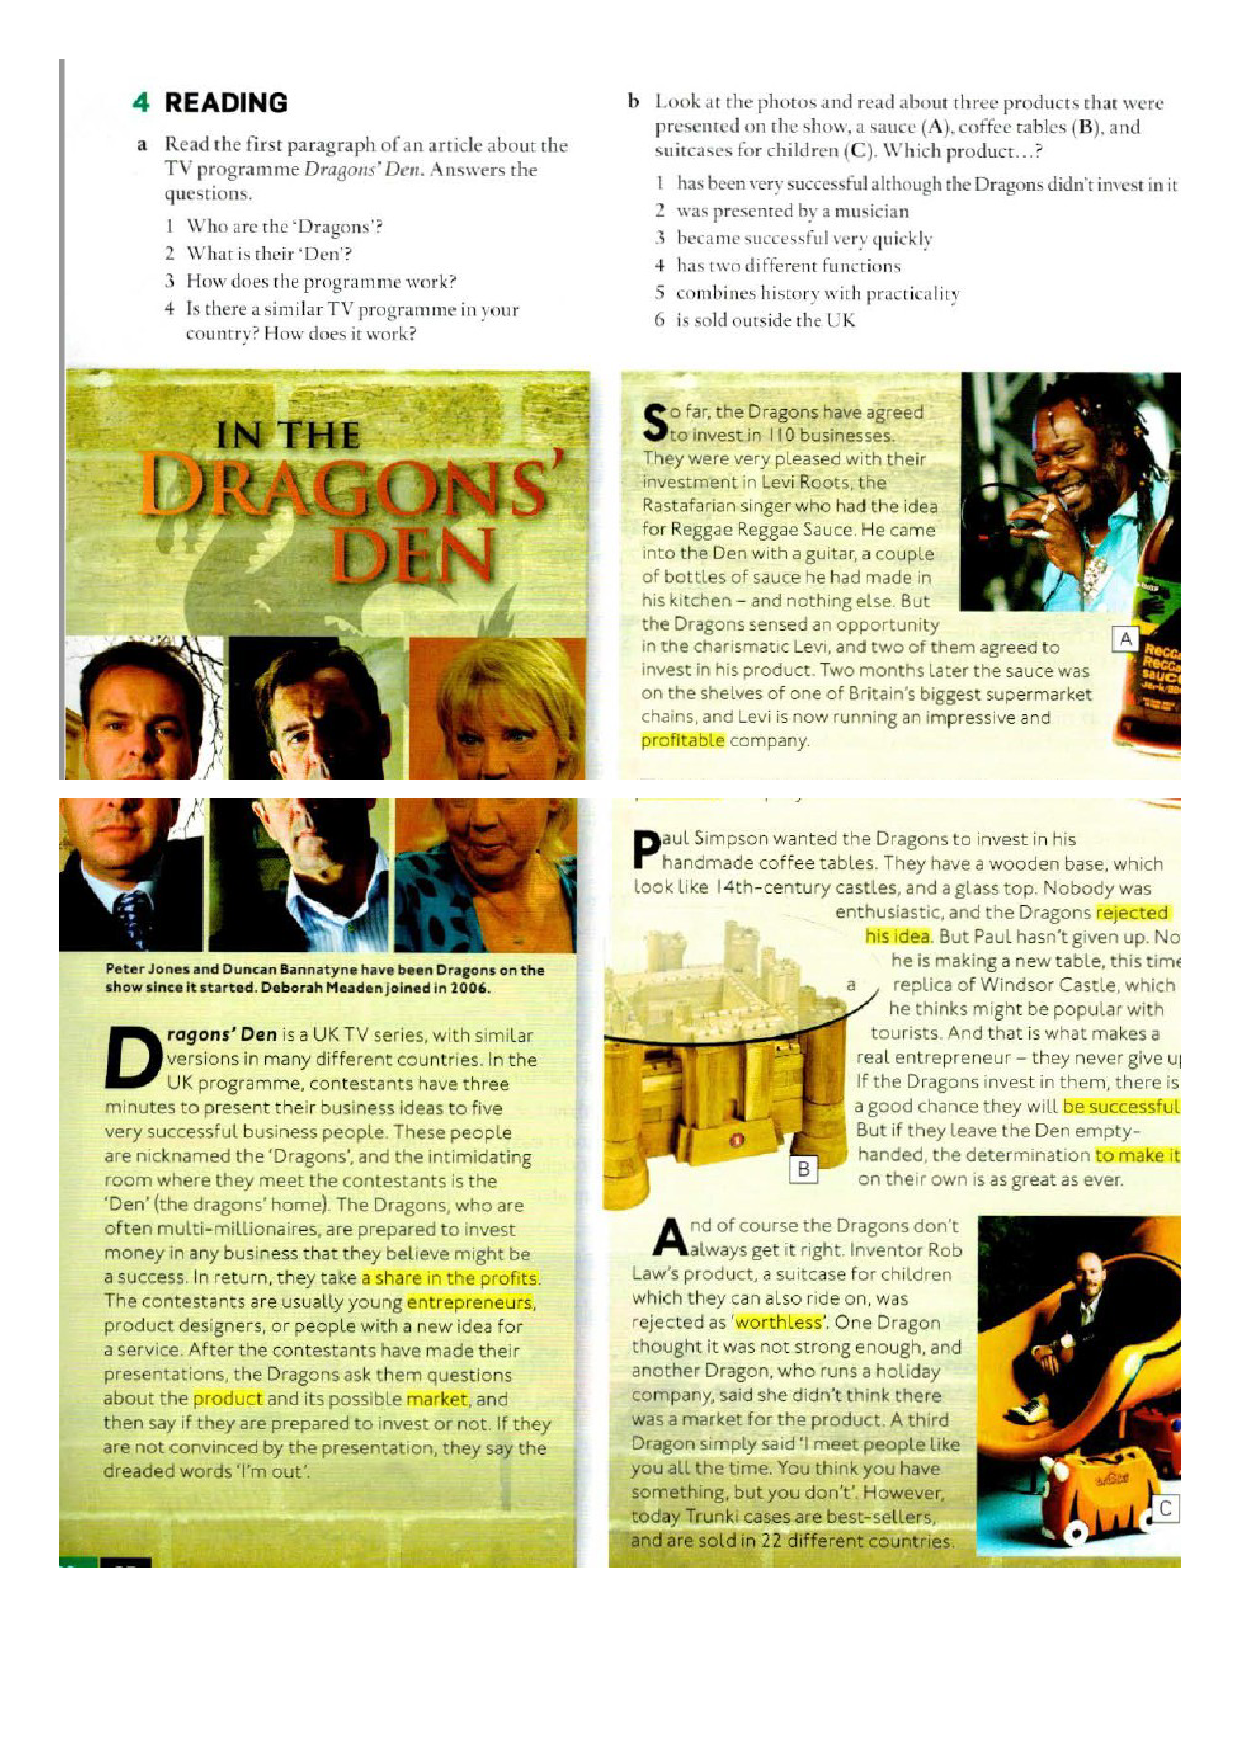 4 READING
a Read the first paragraph of an article about the
TV programme Dragons' Den. Answers the
questions.
1 Who are the 'Dragons'?
2 What is their 'Den'?
3 How does the programme work?
4 Is there a similar TV programme in your
country? How does it work?
b Look at the photos and read about three products that were
presented on the show, a sauce (A), coffee tables (B), and
suitcases for children (C). Which product...?
1 has been very successful although the Dragons didn't invest in it
2 was presented by a musician
3 became successful very quickly
4 has two different functions
5 combines history with practicality
6 is sold outside the UK
IN THE
DRAGONS'
DEN
Peter Jones and Duncan Bannatyne have been Dragons on the
show since it started. Deborah Meaden joined in 2006.
Dragons' Den is a UK TV series, with similar
versions in many different countries. In the
UK programme, contestants have three
minutes to present their business ideas to five
very successful business people. These people
are nicknamed the 'Dragons', and the intimidating
room where they meet the contestants is the
'Den' (the dragons' home). The Dragons, who are
often multi-millionaires, are prepared to invest
money in any business that they believe might be
a success. In return, they take a share in the profits.
The contestants are usually young entrepreneurs,
product designers, or people with a new idea for
a service. After the contestants have made their
presentations, the Dragons ask them questions
about the product and its possible market, and
then say if they are prepared to invest or not. If they
are not convinced by the presentation, they say the
dreaded words 'I'm out'.
So far, the Dragons have agreed
to invest in 110 businesses.
They were very pleased with their
investment in Levi Roots, the
Rastafarian singer who had the idea
for Reggae Reggae Sauce. He came
into the Den with a guitar, a couple
of bottles of sauce he had made in
his kitchen – and nothing else. But
the Dragons sensed an opportunity
in the charismatic Levi, and two of them agreed to
invest in his product. Two months later the sauce was
on the shelves of one of Britain's biggest supermarket
chains, and Levi is now running an impressive and
profitable company.
A
Paul Simpson wanted the Dragons to invest in his
handmade coffee tables. They have a wooden base, which
look like 14th-century castles, and a glass top. Nobody was
enthusiastic, and the Dragons rejected
his idea. But Paul hasn't given up. No
he is making a new table, this time
a replica of Windsor Castle, which
he thinks might be popular with
tourists. And that is what makes a
real entrepreneur – they never give up
If the Dragons invest in them, there is
a good chance they will be successful
But if they leave the Den empty-
handed, the determination to make it
on their own is as great as ever.
B
And of course the Dragons don't
always get it right. Inventor Rob
Law's product, a suitcase for children
which they can also ride on, was
rejected as 'worthless'. One Dragon
thought it was not strong enough, and
another Dragon, who runs a holiday
company, said she didn't think there
was a market for the product. A third
Dragon simply said 'I meet people like
you all the time. You think you have
something, but you don't'. However,
today Trunki cases are best-sellers,
and are sold in 22 different countries.
C